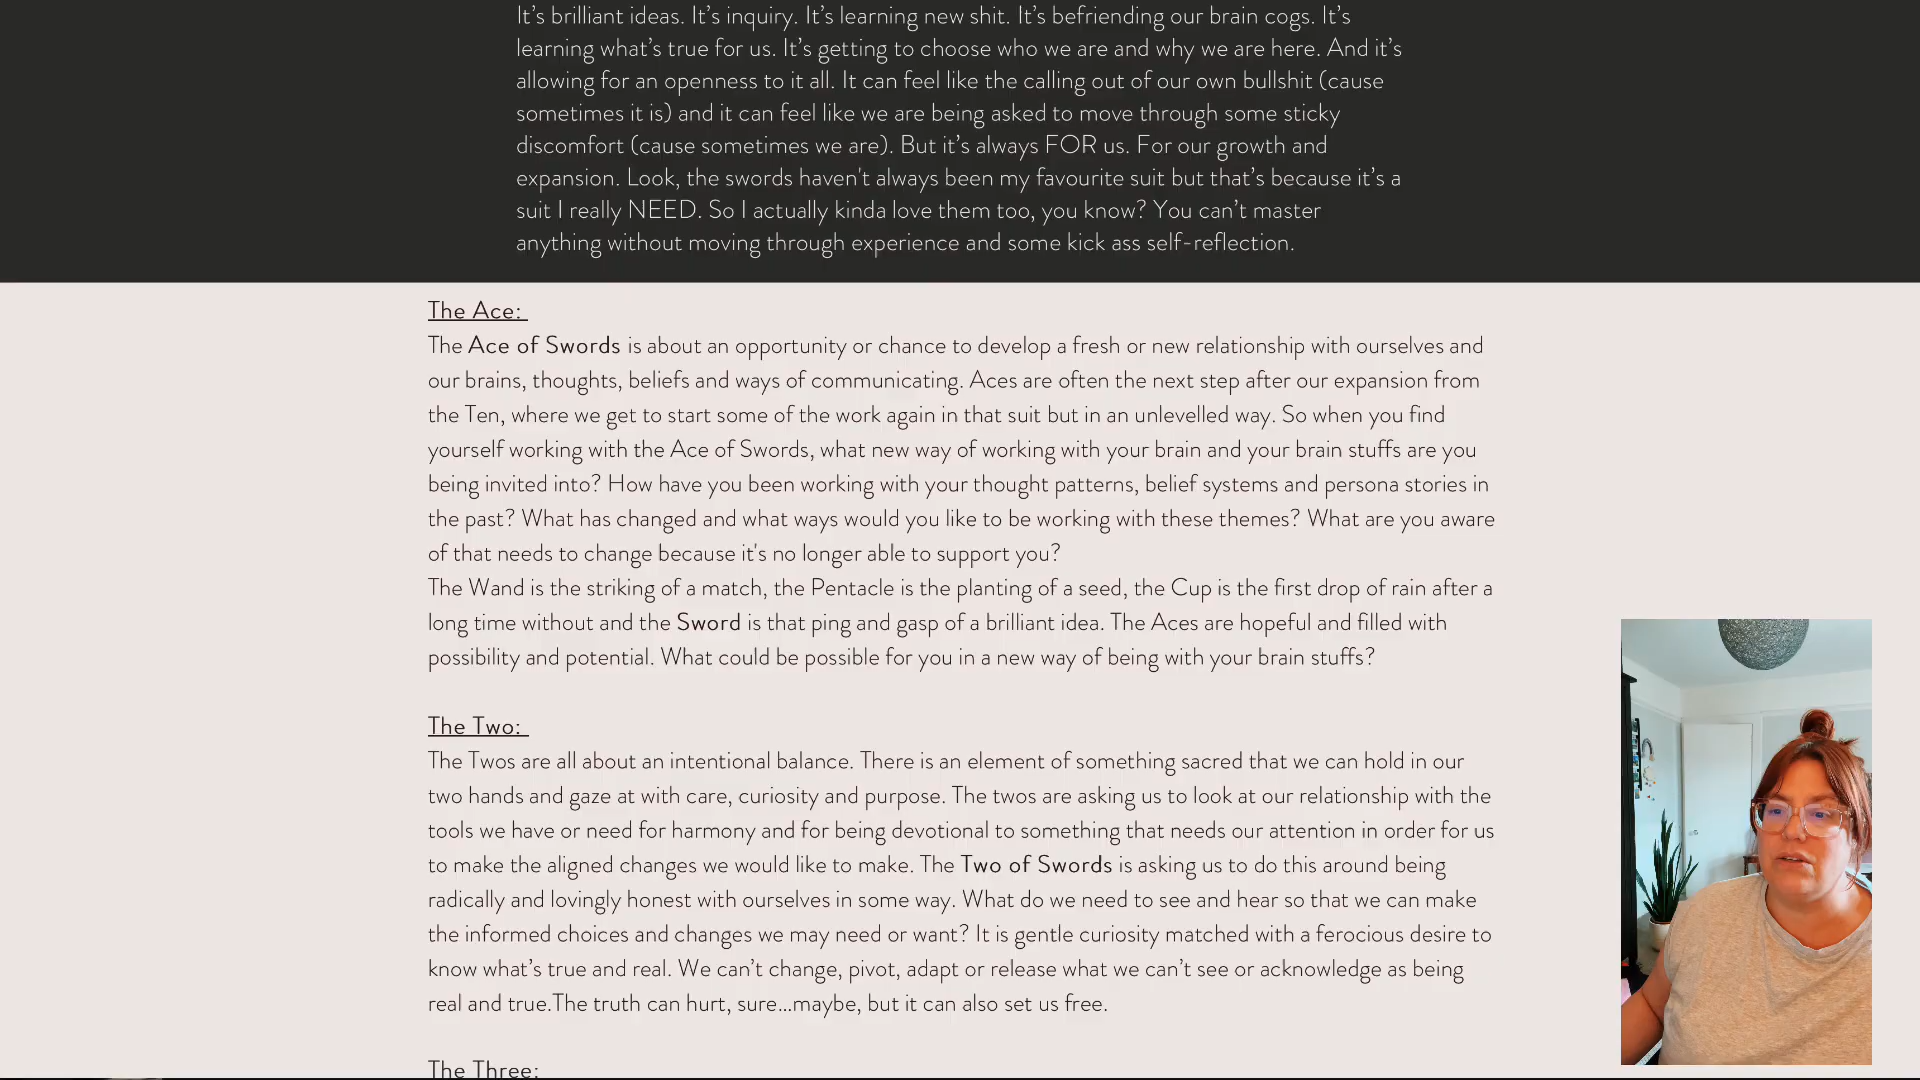 It’s brilliant ideas. It’s inquiry. It’s learning new shit. It’s befriending our brain cogs. It’s
learning what’s true for us. It’s getting to choose who we are and why we are here. And it’s
allowing for an openness to it all. It can feel like the calling out of our own bullshit (cause
sometimes it is) and it can feel like we are being asked to move through some sticky
discomfort (cause sometimes we are). But it’s always FOR us. For our growth and
expansion. Look, the swords haven't always been my favourite suit but that’s because it’s a
suit I really NEED. So I actually kinda love them too, you know? You can’t master
anything without moving through experience and some kick ass self-reflection.
The Ace:
The Ace of Swords is about an opportunity or chance to develop a fresh or new relationship with ourselves and
our brains, thoughts, beliefs and ways of communicating. Aces are often the next step after our expansion from
the Ten, where we get to start some of the work again in that suit but in an unlevelled way. So when you find
yourself working with the Ace of Swords, what new way of working with your brain and your brain stuffs are you
being invited into? How have you been working with your thought patterns, belief systems and persona stories in
the past? What has changed and what ways would you like to be working with these themes? What are you aware
of that needs to change because it's no longer able to support you?
The Wand is the striking of a match, the Pentacle is the planting of a seed, the Cup is the first drop of rain after a
long time without and the Sword is that ping and gasp of a brilliant idea. The Aces are hopeful and filled with
possibility and potential. What could be possible for you in a new way of being with your brain stuffs?
The Two:
The Twos are all about an intentional balance. There is an element of something sacred that we can hold in our
two hands and gaze at with care, curiosity and purpose. The twos are asking us to look at our relationship with the
tools we have or need for harmony and for being devotional to something that needs our attention in order for us
to make the aligned changes we would like to make. The Two of Swords is asking us to do this around being
radically and lovingly honest with ourselves in some way. What do we need to see and hear so that we can make
the informed choices and changes we may need or want? It is gentle curiosity matched with a ferocious desire to
know what’s true and real. We can’t change, pivot, adapt or release what we can’t see or acknowledge as being
real and true.The truth can hurt, sure...maybe, but it can also set us free.
The Three: